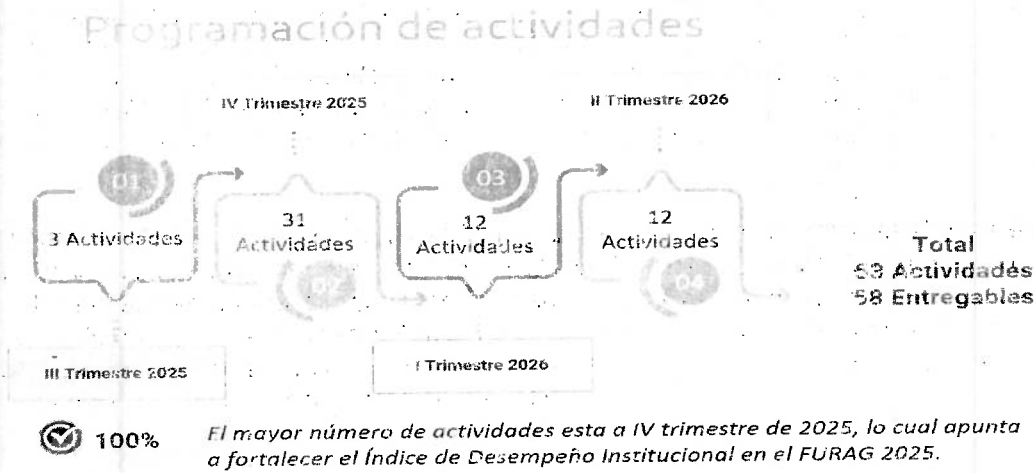 Programación de actividades
IV Trimestre 2025
II Trimestre 2026
01
03
3 Actividades
31
Actividades
12
Actividades
12
Actividades
02
04
Total
53 Actividades
58 Entregables
III Trimestre 2025
I Trimestre 2026
100%
El mayor número de actividades esta a IV trimestre de 2025, lo cual apunta
a fortalecer el Índice de Desempeño Institucional en el FURAG 2025.